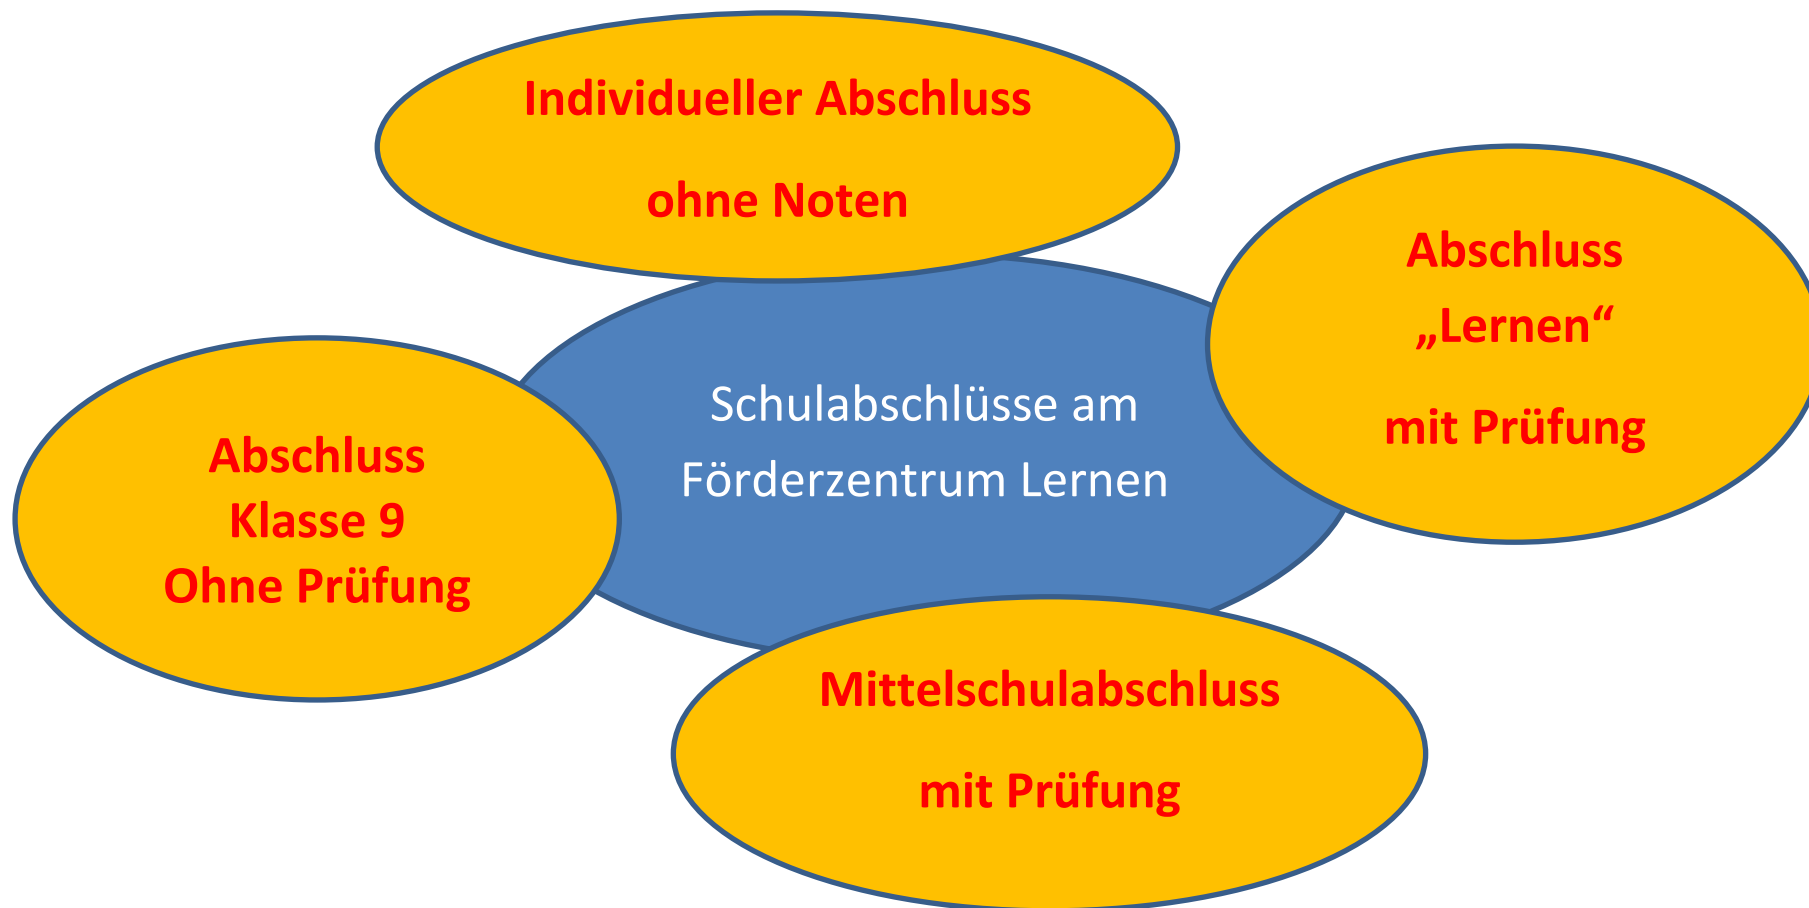 Individueller Abschluss
ohne Noten
Abschluss
„Lernen“
mit Prüfung
Schulabschlüsse am
Förderzentrum Lernen
Abschluss
Klasse 9
Ohne Prüfung
Mittelschulabschluss
mit Prüfung